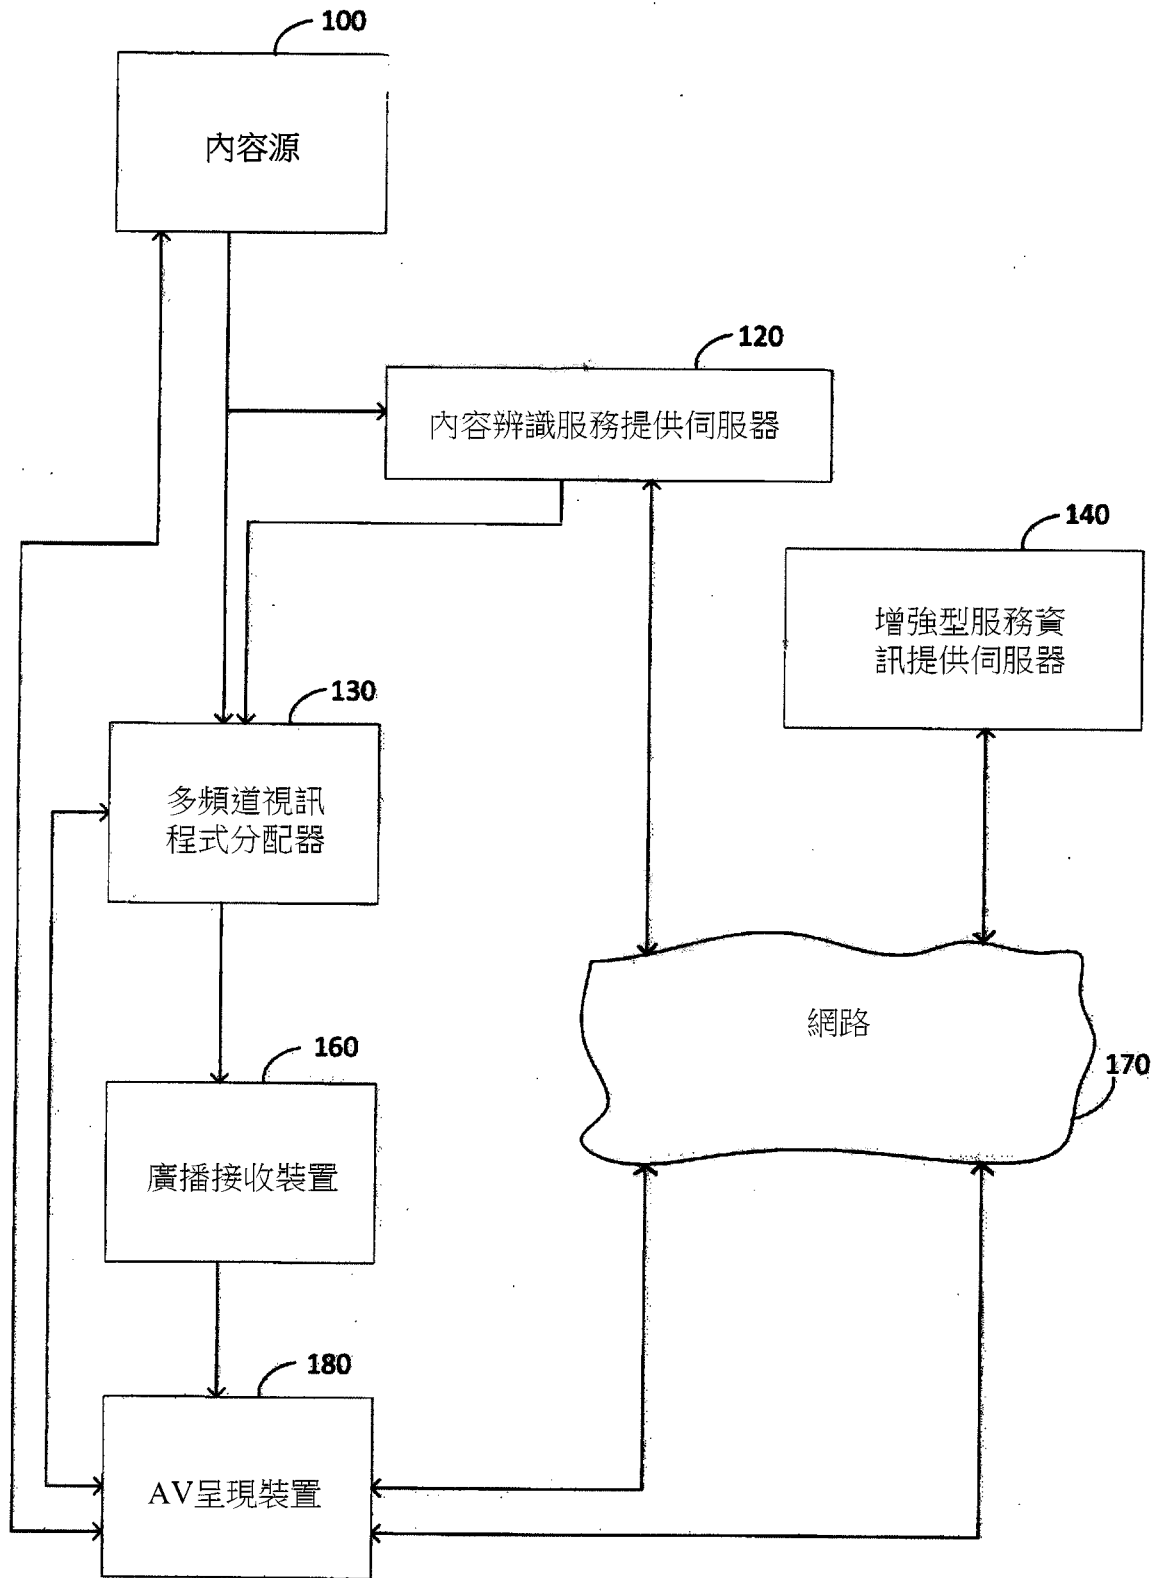 100
內容源
120
內容辨識服務提供伺服器
140
增強型服務資
訊提供伺服器
130
多頻道視訊
程式分配器
網路
160
170
廣播接收裝置
180
AV呈現裝置